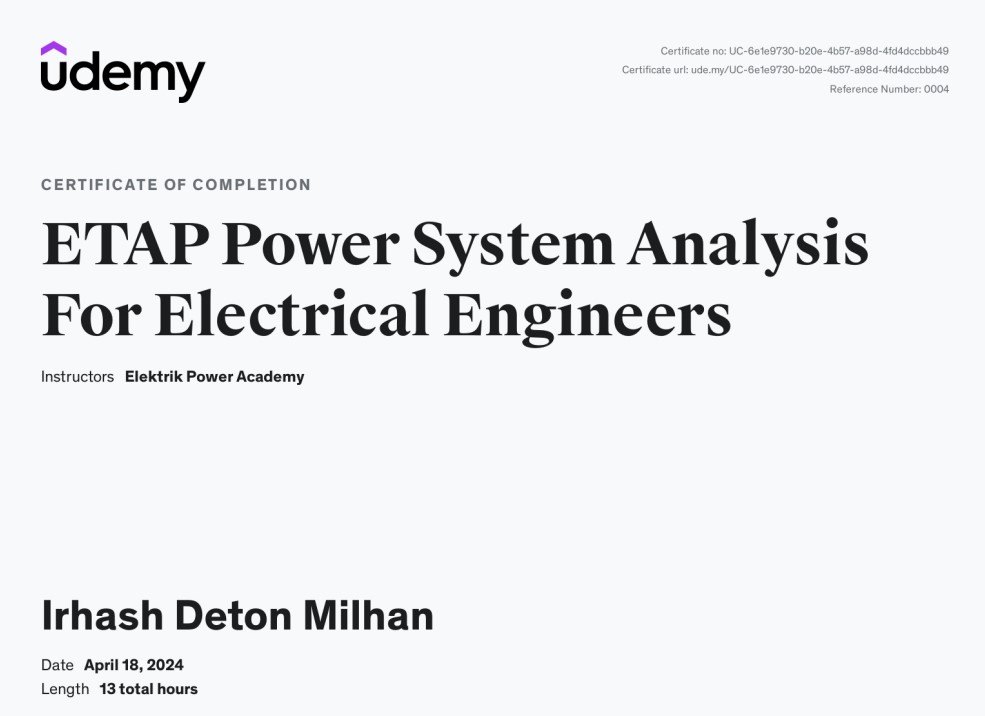 udemy
Certificate no: UC-6e1e9730-b20e-4b57-a98d-4fd4dccbbb49
Certificate url: ude.my/UC-6e1e9730-b20e-4b57-a98d-4fd4dccbbb49
Reference Number: 0004
CERTIFICATE OF COMPLETION
ETAP Power System Analysis
For Electrical Engineers
Instructors Elektrik Power Academy
Irhash Deton Milhan
Date April 18, 2024
Length 13 total hours